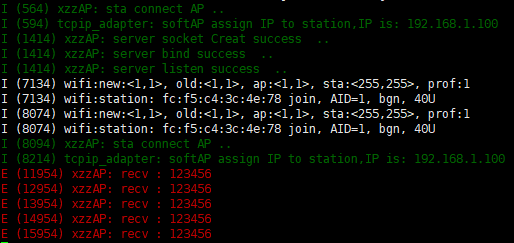 I (564) xzzAP: sta connect AP ..
I (594) tcpip_adapter: softAP assign IP to station,IP is: 192.168.1.100
I (1414) xzzAP: server socket Creat success  ..
I (1414) xzzAP: server bind success  ..
I (1414) xzzAP: server listen success  ..
I (7134) wifi:new:<1,1>, old:<1,1>, ap:<1,1>, sta:<255,255>, prof:1
I (7134) wifi:station: fc:f5:c4:3c:4e:78 join, AID=1, bgn, 40U
I (8074) wifi:new:<1,1>, old:<1,1>, ap:<1,1>, sta:<255,255>, prof:1
I (8074) wifi:station: fc:f5:c4:3c:4e:78 join, AID=1, bgn, 40U
I (8094) xzzAP: sta connect AP ..
I (8214) tcpip_adapter: softAP assign IP to station,IP is: 192.168.1.100
E (11954) xzzAP: recv : 123456
E (12954) xzzAP: recv : 123456
E (13954) xzzAP: recv : 123456
E (14954) xzzAP: recv : 123456
E (15954) xzzAP: recv : 123456